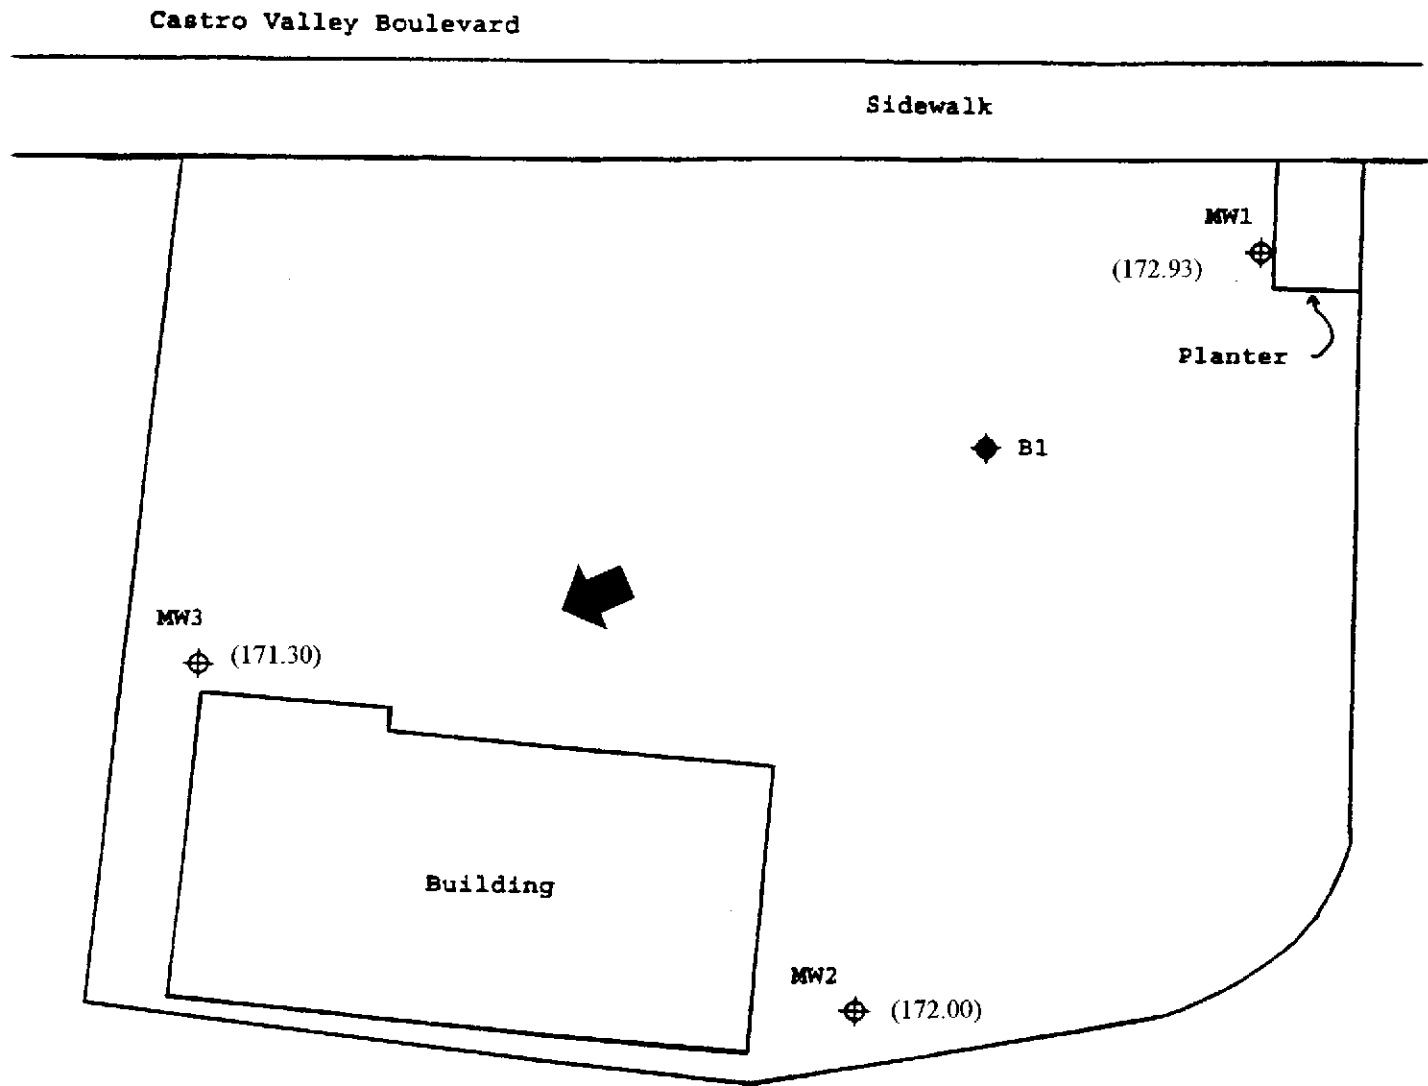 Castro Valley Boulevard
Sidewalk
MW1
(172.93)
Planter
B1
MW3
(171.30)
Building
MW2
(172.00)